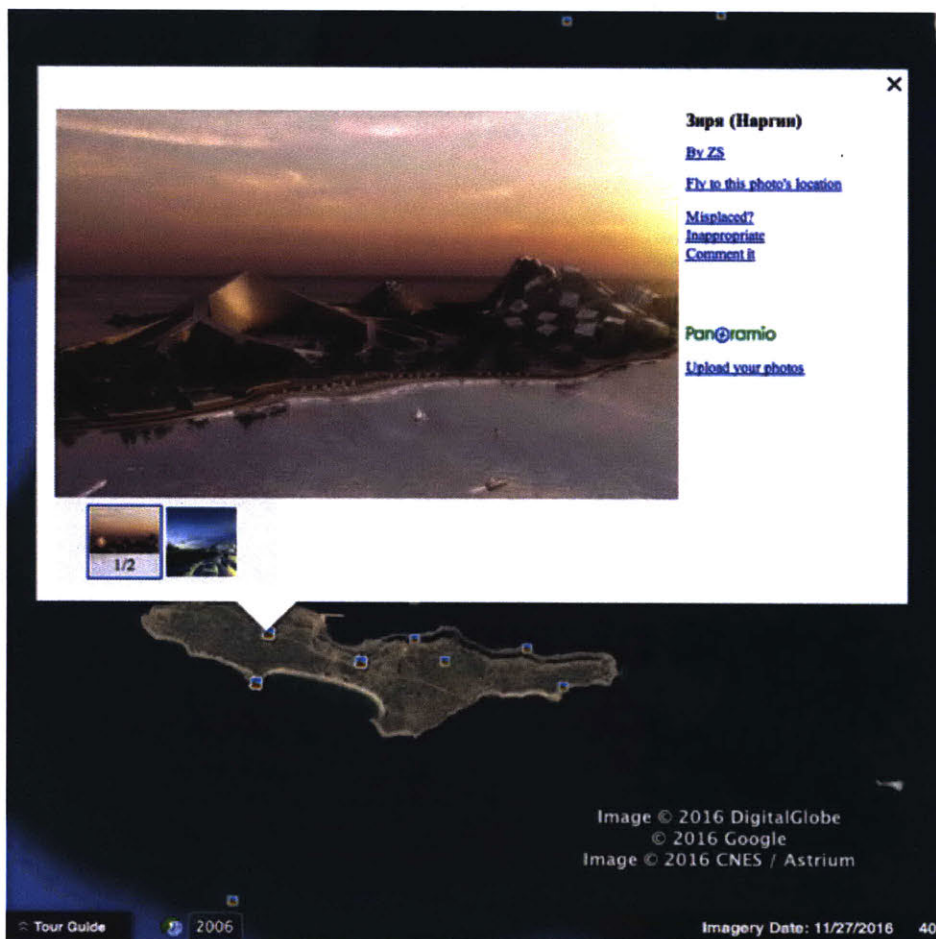 Зиря (Наргин)
By ZS
Fly to this photo's location
Misplaced?
Inappropriate
Comment it
Panoramio
Upload your photos
1/2
Image © 2016 DigitalGlobe
© 2016 Google
Image © 2016 CNES / Astrium
Tour Guide
2006
Imagery Date: 11/27/2016 40